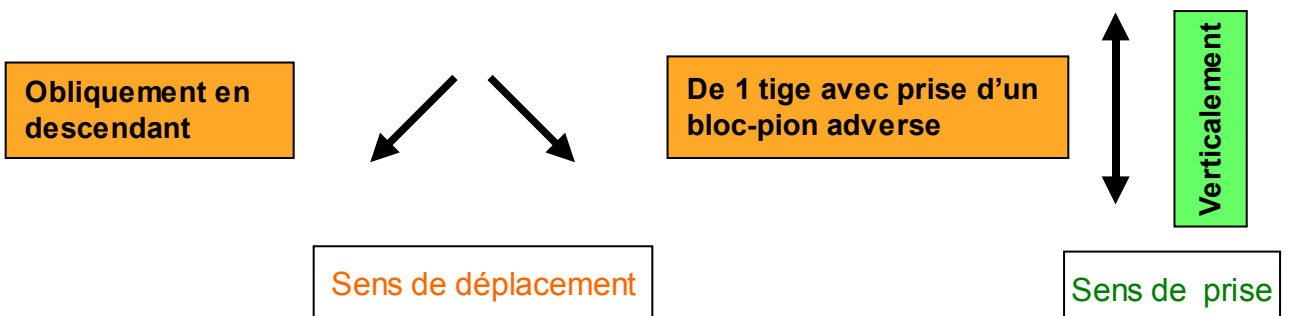 Obliquement en
descendant
De 1 tige avec prise d’un
bloc-pion adverse
Verticalement
Sens de déplacement
Sens de prise